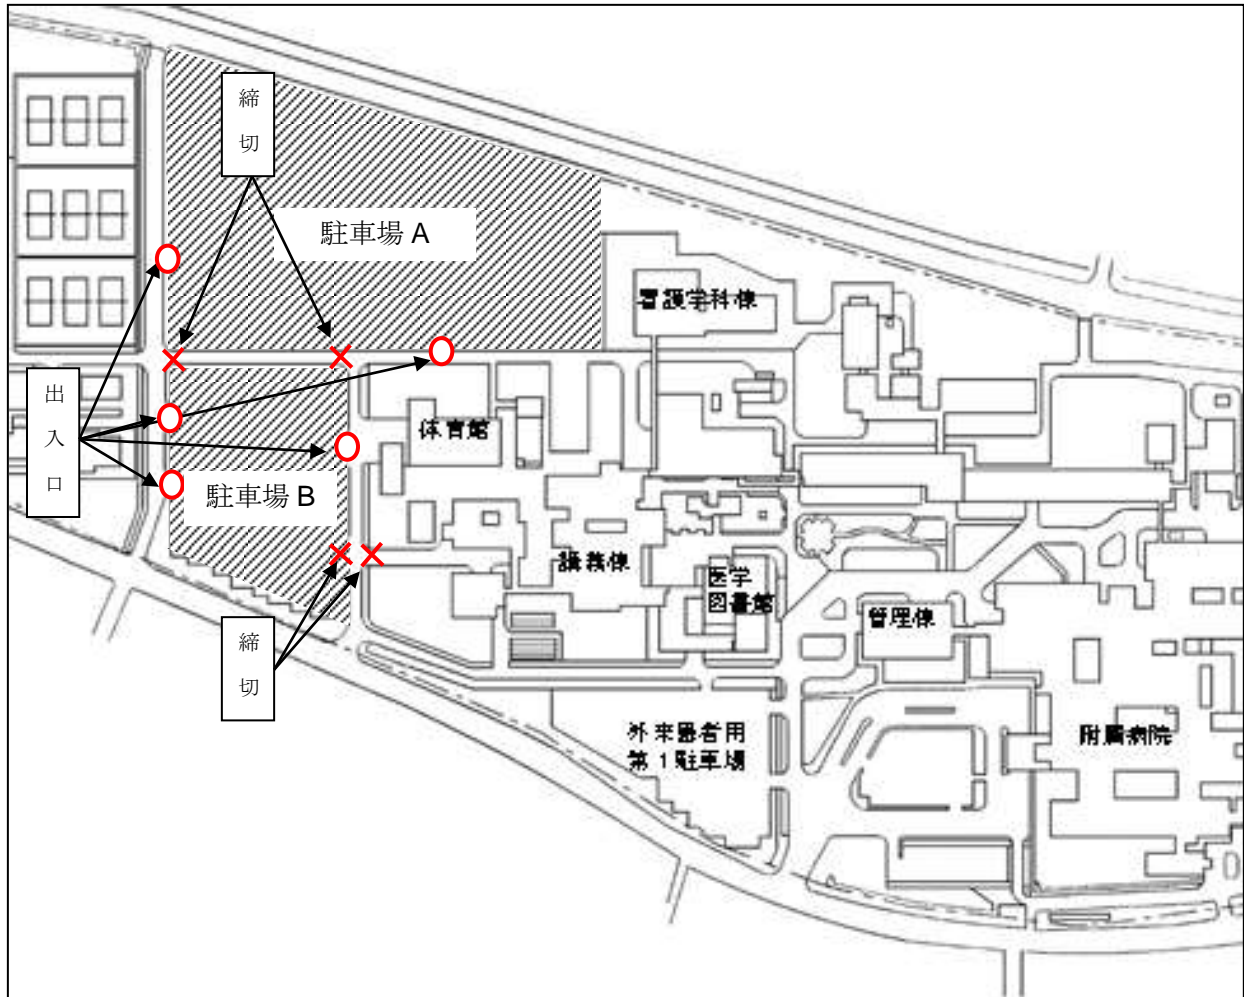 締切
駐車場 A
看護学科棟
出入口
体育館
駐車場 B
講義棟
医学
図書館
管理棟
締切
外来患者用
第1駐車場
附属病院